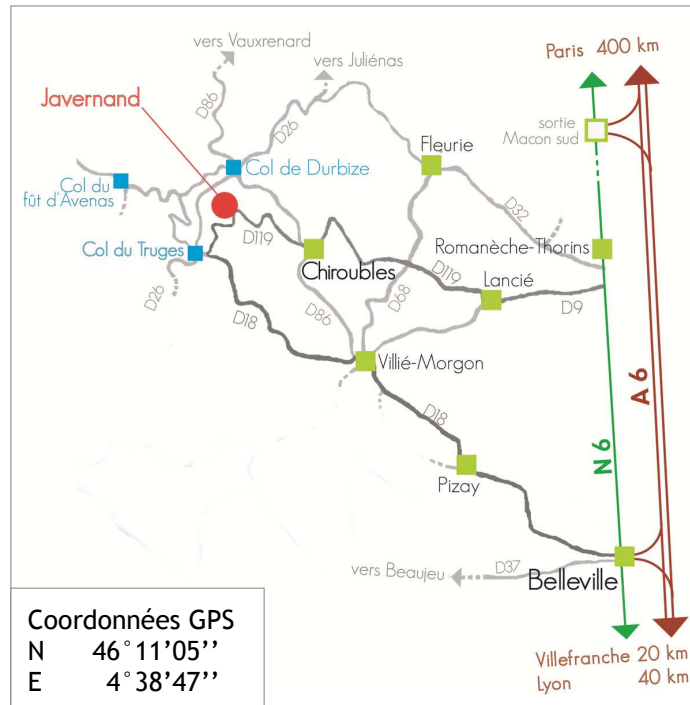 vers Vauxrenard
Paris 400 km
vers Juliénas
Javernand
D86
D26
sortie
Macon sud
Fleurie
Col de Durbize
Col du
fût d'Avenas
D32
D119
Romanèche-Thorins
Col du Truges
Chiroubles
D119
Lancié
D26
D68
D9
D18
D86
Villié-Morgon
A 6
D18
N 6
Pizay
vers Beaujeu
D37
Belleville
Coordonnées GPS
N 46°11'05''
E 4°38'47''
Villefranche 20 km
Lyon 40 km